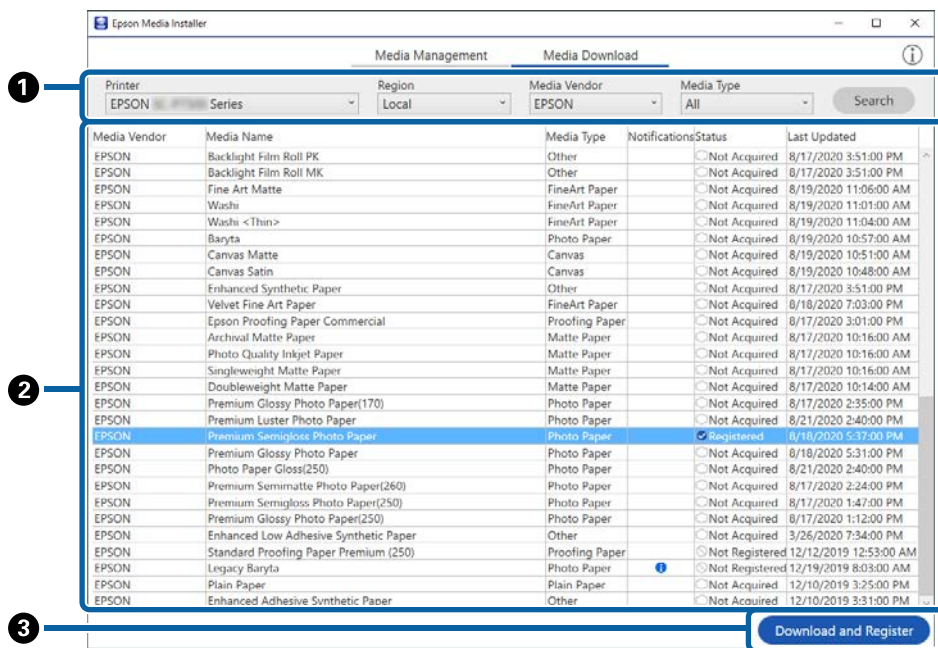 Epson Media Installer
Media Management Media Download
1
Printer Region Media Vendor Media Type
EPSON Series Local EPSON All Search
2
Media Vendor Media Name Media Type Notifications Status Last Updated
EPSON Backlight Film Roll PK Other Not Acquired 8/17/2020 3:51:00 PM
EPSON Backlight Film Roll MK Other Not Acquired 8/17/2020 3:51:00 PM
EPSON Fine Art Matte FineArt Paper Not Acquired 8/19/2020 11:06:00 AM
EPSON Washi FineArt Paper Not Acquired 8/19/2020 11:01:00 AM
EPSON Washi <Thin> FineArt Paper Not Acquired 8/19/2020 11:04:00 AM
EPSON Baryta Photo Paper Not Acquired 8/19/2020 10:57:00 AM
EPSON Canvas Matte Canvas Not Acquired 8/19/2020 10:51:00 AM
EPSON Canvas Satin Canvas Not Acquired 8/19/2020 10:48:00 AM
EPSON Enhanced Synthetic Paper Other Not Acquired 8/17/2020 3:51:00 PM
EPSON Velvet Fine Art Paper FineArt Paper Not Acquired 8/18/2020 7:03:00 PM
EPSON Epson Proofing Paper Commercial Proofing Paper Not Acquired 8/17/2020 3:01:00 PM
EPSON Archival Matte Paper Matte Paper Not Acquired 8/17/2020 10:16:00 AM
EPSON Photo Quality Inkjet Paper Matte Paper Not Acquired 8/17/2020 10:16:00 AM
EPSON Singleweight Matte Paper Matte Paper Not Acquired 8/17/2020 10:16:00 AM
EPSON Doubleweight Matte Paper Matte Paper Not Acquired 8/17/2020 10:14:00 AM
EPSON Premium Glossy Photo Paper(170) Photo Paper Not Acquired 8/17/2020 2:35:00 PM
EPSON Premium Luster Photo Paper Photo Paper Not Acquired 8/21/2020 2:40:00 PM
EPSON Premium Semigloss Photo Paper Photo Paper Registered 8/18/2020 5:37:00 PM
EPSON Premium Glossy Photo Paper Photo Paper Not Acquired 8/18/2020 5:31:00 PM
EPSON Photo Paper Gloss(250) Photo Paper Not Acquired 8/21/2020 2:40:00 PM
EPSON Premium Semimatte Photo Paper(260) Photo Paper Not Acquired 8/17/2020 2:24:00 PM
EPSON Premium Semigloss Photo Paper(250) Photo Paper Not Acquired 8/17/2020 1:47:00 PM
EPSON Premium Glossy Photo Paper(250) Photo Paper Not Acquired 8/17/2020 1:12:00 PM
EPSON Enhanced Low Adhesive Synthetic Paper Other Not Acquired 3/26/2020 7:34:00 PM
EPSON Standard Proofing Paper Premium (250) Proofing Paper Not Registered 12/12/2019 12:53:00 AM
EPSON Legacy Baryta Photo Paper Not Registered 12/19/2019 8:03:00 AM
EPSON Plain Paper Plain Paper Not Acquired 12/10/2019 3:25:00 PM
EPSON Enhanced Adhesive Synthetic Paper Other Not Acquired 12/10/2019 3:31:00 PM
3
Download and Register